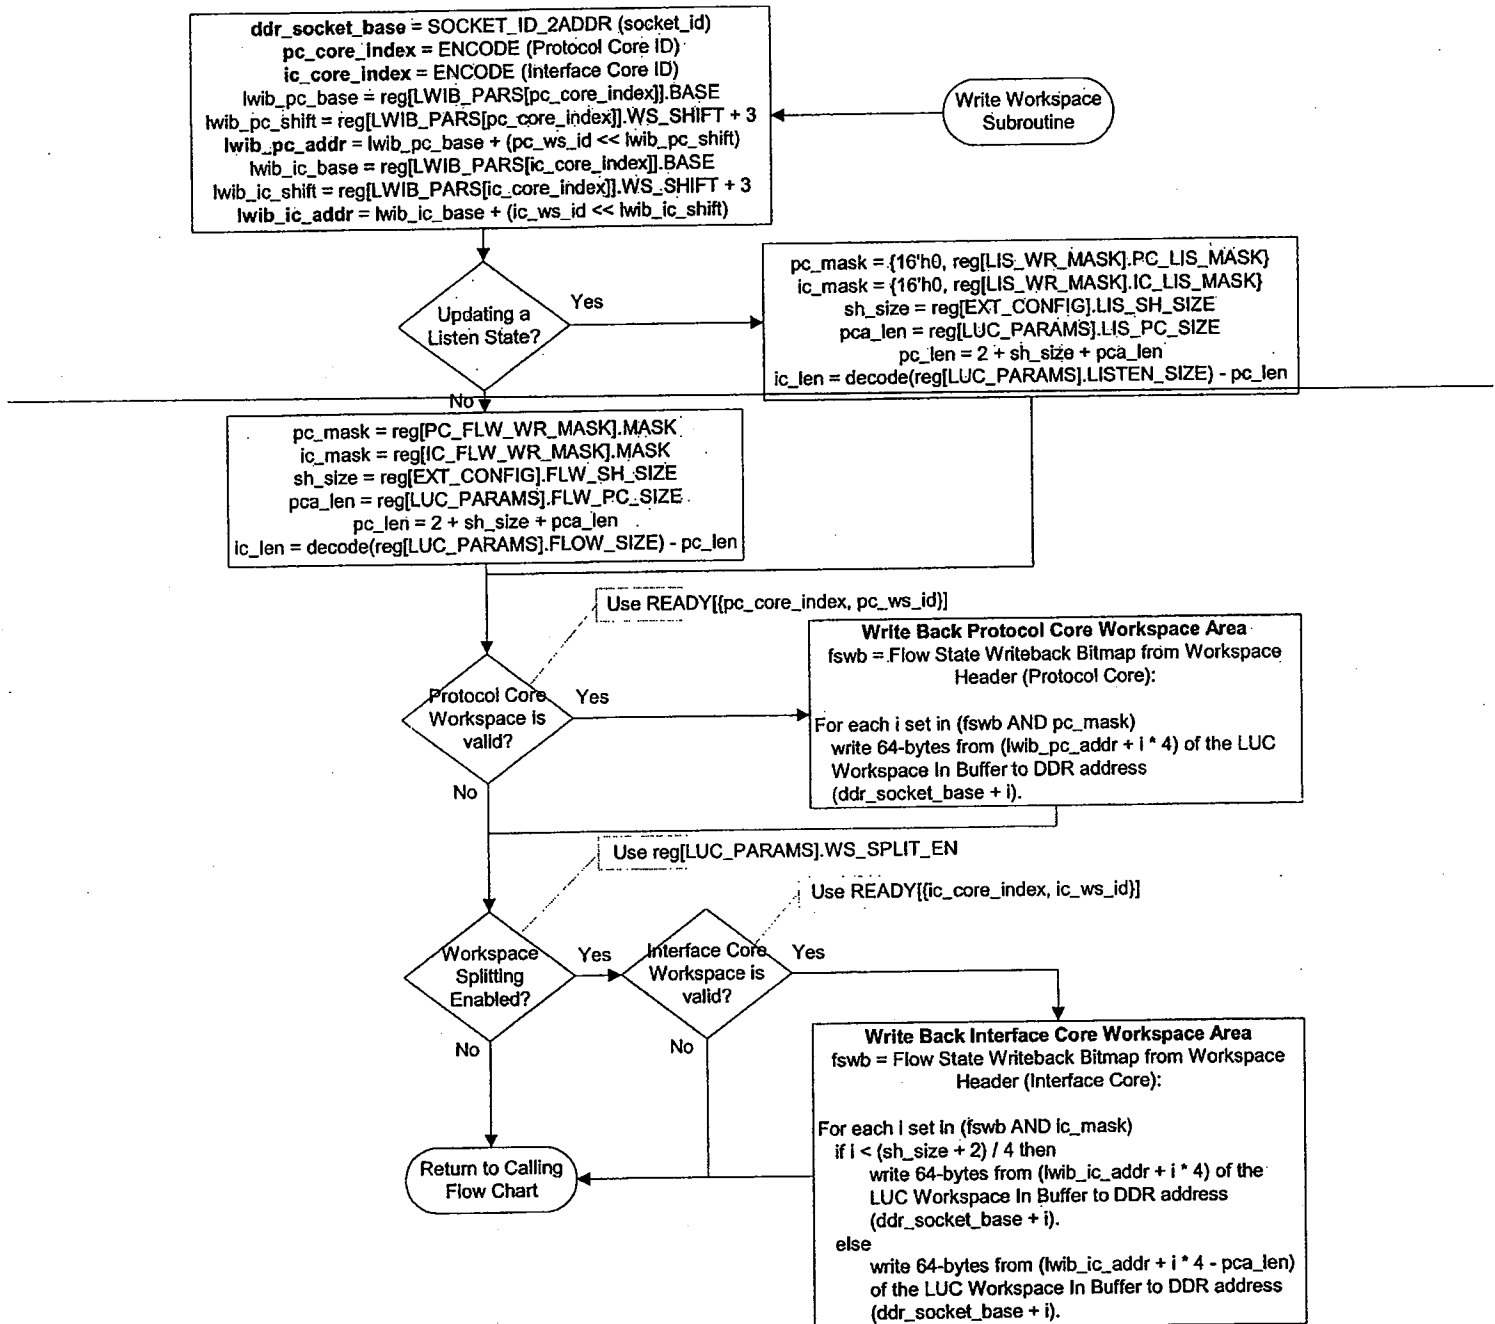 ddr_socket_base = SOCKET_ID_2ADDR (socket_id)
pc_core_index = ENCODE (Protocol Core ID)
ic_core_index = ENCODE (Interface Core ID)
lwib_pc_base = reg[LWIB_PARS[pc_core_index]].BASE
lwib_pc_shift = reg[LWIB_PARS[pc_core_index]].WS_SHIFT + 3
lwib_pc_addr = lwib_pc_base + (pc_ws_id << lwib_pc_shift)
lwib_ic_base = reg[LWIB_PARS[ic_core_index]].BASE
lwib_ic_shift = reg[LWIB_PARS[ic_core_index]].WS_SHIFT + 3
lwib_ic_addr = lwib_ic_base + (ic_ws_id << lwib_ic_shift)
Write Workspace
Subroutine
Updating a
Listen State?
Yes
No
pc_mask = {16'h0, reg[LIS_WR_MASK].PC_LIS_MASK}
ic_mask = {16'h0, reg[LIS_WR_MASK].IC_LIS_MASK}
sh_size = reg[EXT_CONFIG].LIS_SH_SIZE
pca_len = reg[LUC_PARAMS].LIS_PC_SIZE
pc_len = 2 + sh_size + pca_len
ic_len = decode(reg[LUC_PARAMS].LISTEN_SIZE) - pc_len
pc_mask = reg[PC_FLW_WR_MASK].MASK
ic_mask = reg[IC_FLW_WR_MASK].MASK
sh_size = reg[EXT_CONFIG].FLW_SH_SIZE
pca_len = reg[LUC_PARAMS].FLW_PC_SIZE
pc_len = 2 + sh_size + pca_len
ic_len = decode(reg[LUC_PARAMS].FLOW_SIZE) - pc_len
Use READY[{pc_core_index, pc_ws_id}]
Protocol Core
Workspace is
valid?
Yes
No
Write Back Protocol Core Workspace Area
fswb = Flow State Writeback Bitmap from Workspace
Header (Protocol Core):
For each i set in (fswb AND pc_mask)
write 64-bytes from (lwib_pc_addr + i * 4) of the LUC
Workspace In Buffer to DDR address
(ddr_socket_base + i).
Use reg[LUC_PARAMS].WS_SPLIT_EN
Use READY[{ic_core_index, ic_ws_id}]
Workspace
Splitting
Enabled?
Yes
No
Interface Core
Workspace is
valid?
Yes
No
Write Back Interface Core Workspace Area
fswb = Flow State Writeback Bitmap from Workspace
Header (Interface Core):
For each i set in (fswb AND ic_mask)
if i < (sh_size + 2) / 4 then
write 64-bytes from (lwib_ic_addr + i * 4) of the
LUC Workspace In Buffer to DDR address
(ddr_socket_base + i).
else
write 64-bytes from (lwib_ic_addr + i * 4 - pca_len)
of the LUC Workspace In Buffer to DDR address
(ddr_socket_base + i).
Return to Calling
Flow Chart